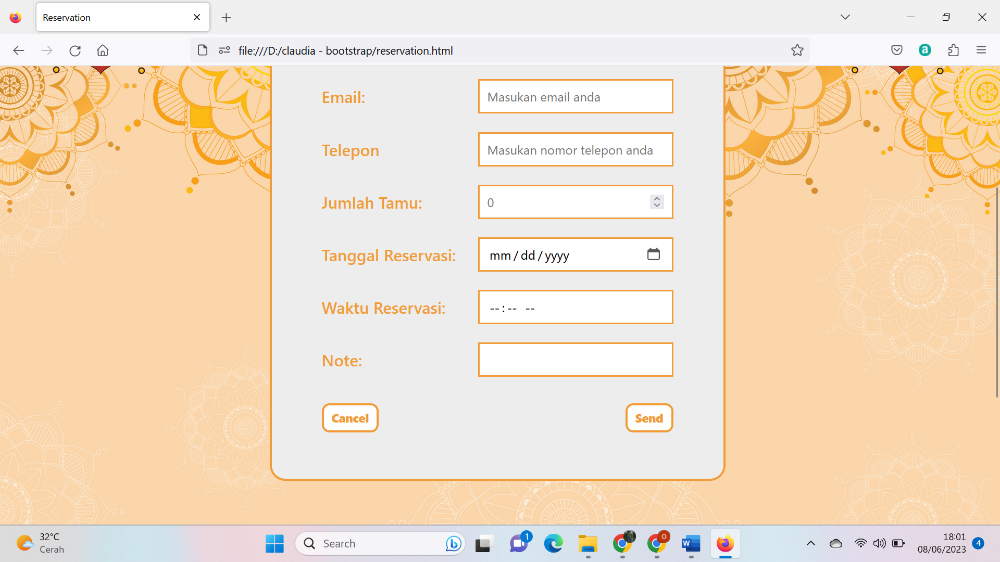 Reservation
file:///D:/claudia - bootstrap/reservation.html
a
Email:
Masukan email anda
Telepon
Masukan nomor telepon anda
Jumlah Tamu:
0
Tanggal Reservasi:
mm / dd / yyyy
Waktu Reservasi:
-- : -- --
Note:
Cancel
Send
32°C
Cerah
Search
1
0
W
18:01
08/06/2023
4